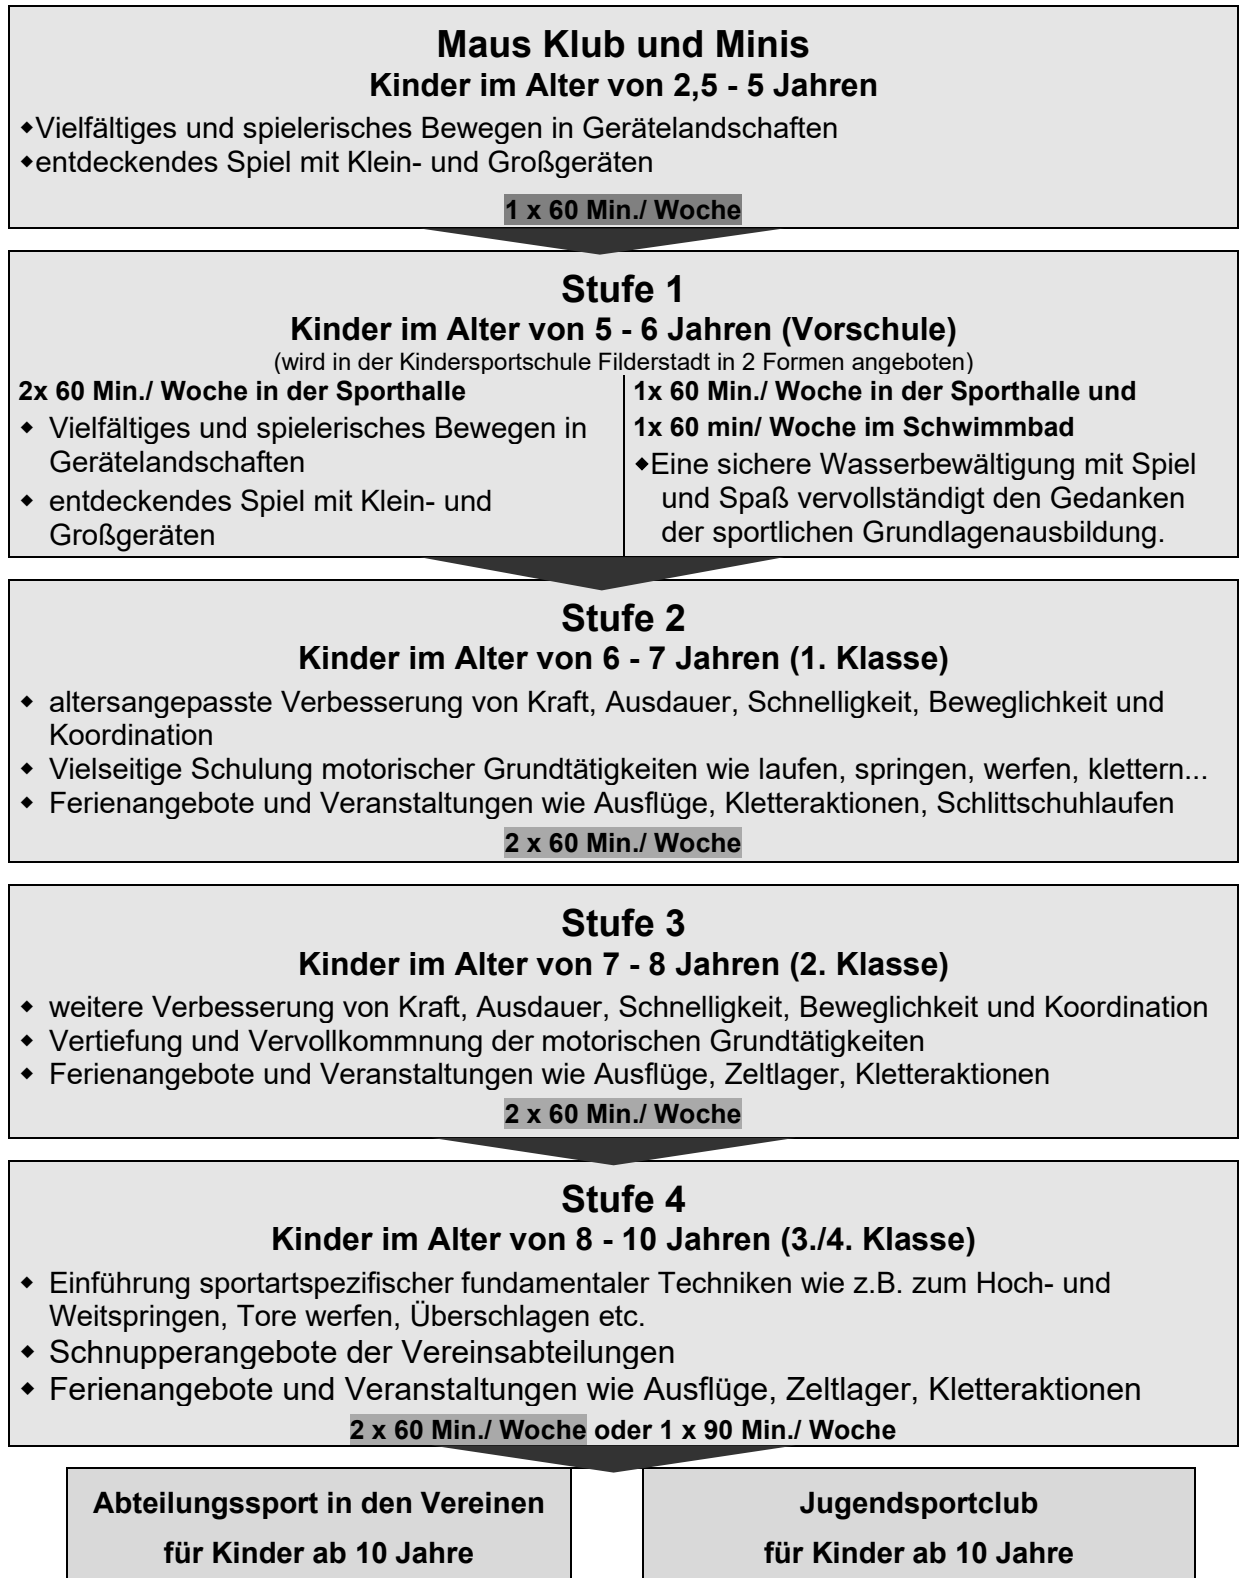 Maus Klub und Minis
Kinder im Alter von 2,5 - 5 Jahren
◆Vielfältiges und spielerisches Bewegen in Gerätelandschaften
◆entdeckendes Spiel mit Klein- und Großgeräten
1 x 60 Min./ Woche
Stufe 1
Kinder im Alter von 5 - 6 Jahren (Vorschule)
(wird in der Kindersportschule Filderstadt in 2 Formen angeboten)
2x 60 Min./ Woche in der Sporthalle
◆ Vielfältiges und spielerisches Bewegen in
Gerätelandschaften
◆ entdeckendes Spiel mit Klein- und
Großgeräten
1x 60 Min./ Woche in der Sporthalle und
1x 60 min/ Woche im Schwimmbad
◆Eine sichere Wasserbewältigung mit Spiel
und Spaß vervollständigt den Gedanken
der sportlichen Grundlagenausbildung.
Stufe 2
Kinder im Alter von 6 - 7 Jahren (1. Klasse)
◆ altersangepasste Verbesserung von Kraft, Ausdauer, Schnelligkeit, Beweglichkeit und
Koordination
◆ Vielseitige Schulung motorischer Grundtätigkeiten wie laufen, springen, werfen, klettern...
◆ Ferienangebote und Veranstaltungen wie Ausflüge, Kletteraktionen, Schlittschuhlaufen
2 x 60 Min./ Woche
Stufe 3
Kinder im Alter von 7 - 8 Jahren (2. Klasse)
◆ weitere Verbesserung von Kraft, Ausdauer, Schnelligkeit, Beweglichkeit und Koordination
◆ Vertiefung und Vervollkommnung der motorischen Grundtätigkeiten
◆ Ferienangebote und Veranstaltungen wie Ausflüge, Zeltlager, Kletteraktionen
2 x 60 Min./ Woche
Stufe 4
Kinder im Alter von 8 - 10 Jahren (3./4. Klasse)
◆ Einführung sportartspezifischer fundamentaler Techniken wie z.B. zum Hoch- und
Weitspringen, Tore werfen, Überschlagen etc.
◆ Schnupperangebote der Vereinsabteilungen
◆ Ferienangebote und Veranstaltungen wie Ausflüge, Zeltlager, Kletteraktionen
2 x 60 Min./ Woche oder 1 x 90 Min./ Woche
Abteilungssport in den Vereinen
für Kinder ab 10 Jahre
Jugendsportclub
für Kinder ab 10 Jahre